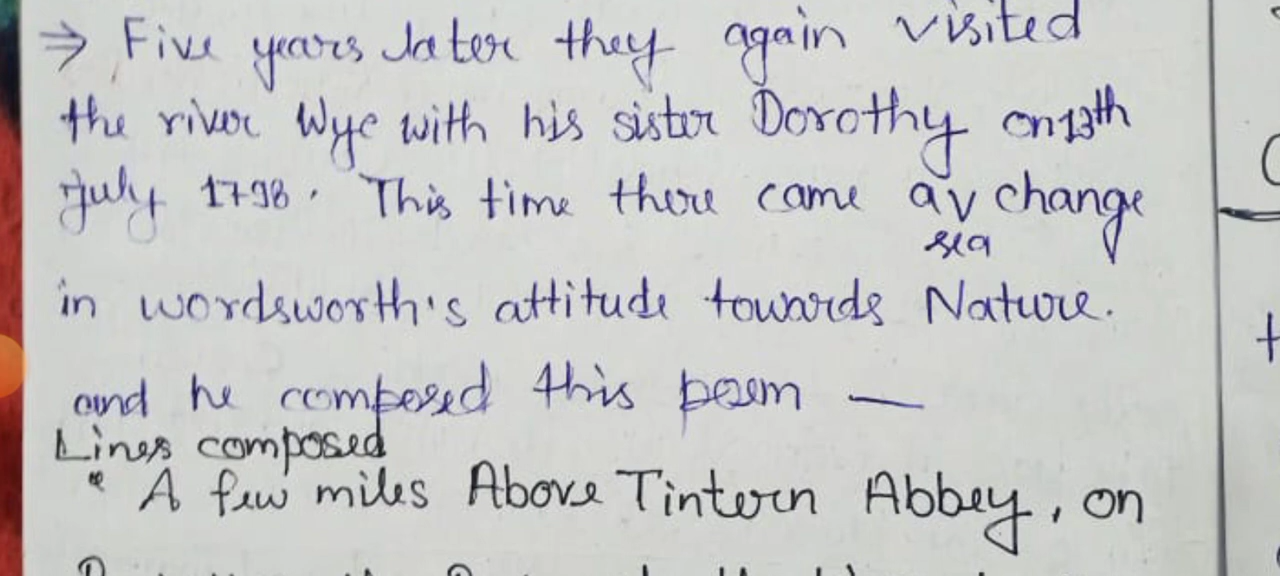 ⇒ Five years later they again visited
the river Wye with his sister Dorothy on 13th
july 1798. This time there came a sea change
in wordsworth's attitude towards Nature.
and he composed this poem —
Lines composed
" A few miles Above Tintern Abbey, on